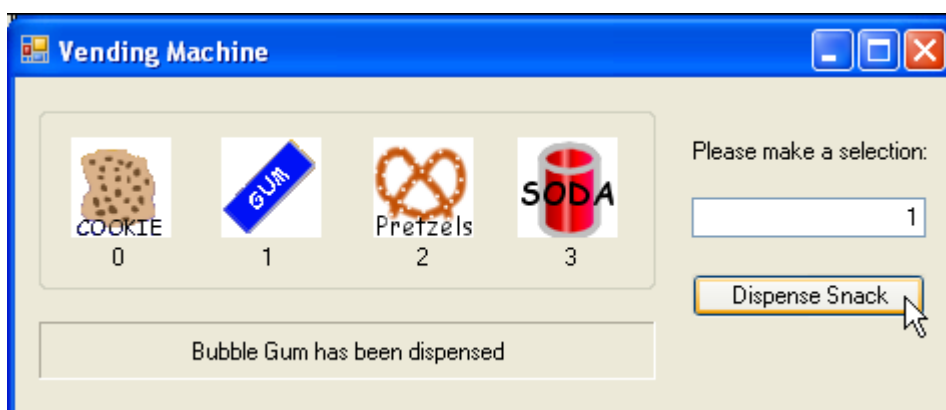 Vending Machine
Please make a selection:
COOKIE
GUM
Pretzels
SODA
0
1
2
3
1
Dispense Snack
Bubble Gum has been dispensed